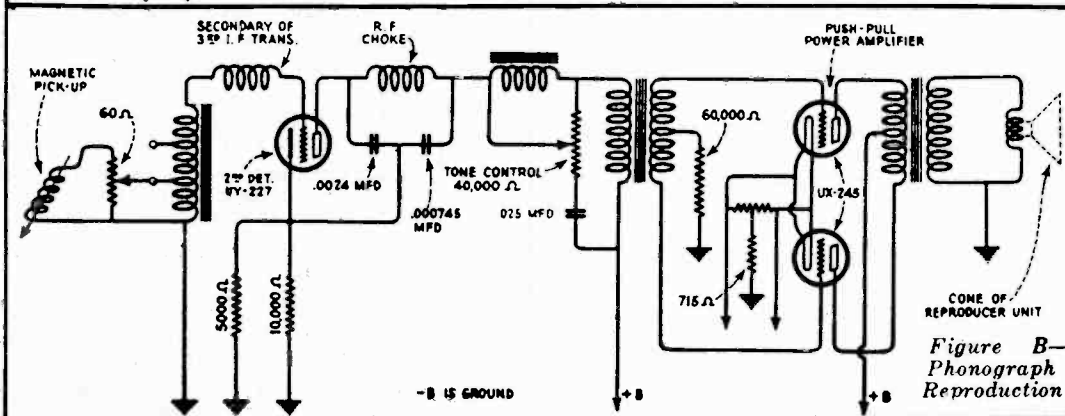 SECONDARY OF
3RD I.F TRANS.
R.F
CHOKE
PUSH-PULL
POWER AMPLIFIER
MAGNETIC
PICK-UP
60 Ω
60,000 Ω
2ND DET.
UY-227
.0024 MFD
.000745
MFD
TONE CONTROL
40,000 Ω
.025 MFD
UX-245
715 Ω
5000 Ω
10,000 Ω
CONE OF
REPRODUCER UNIT
-B IS GROUND
+B
+B
Figure B—
Phonograph
Reproduction